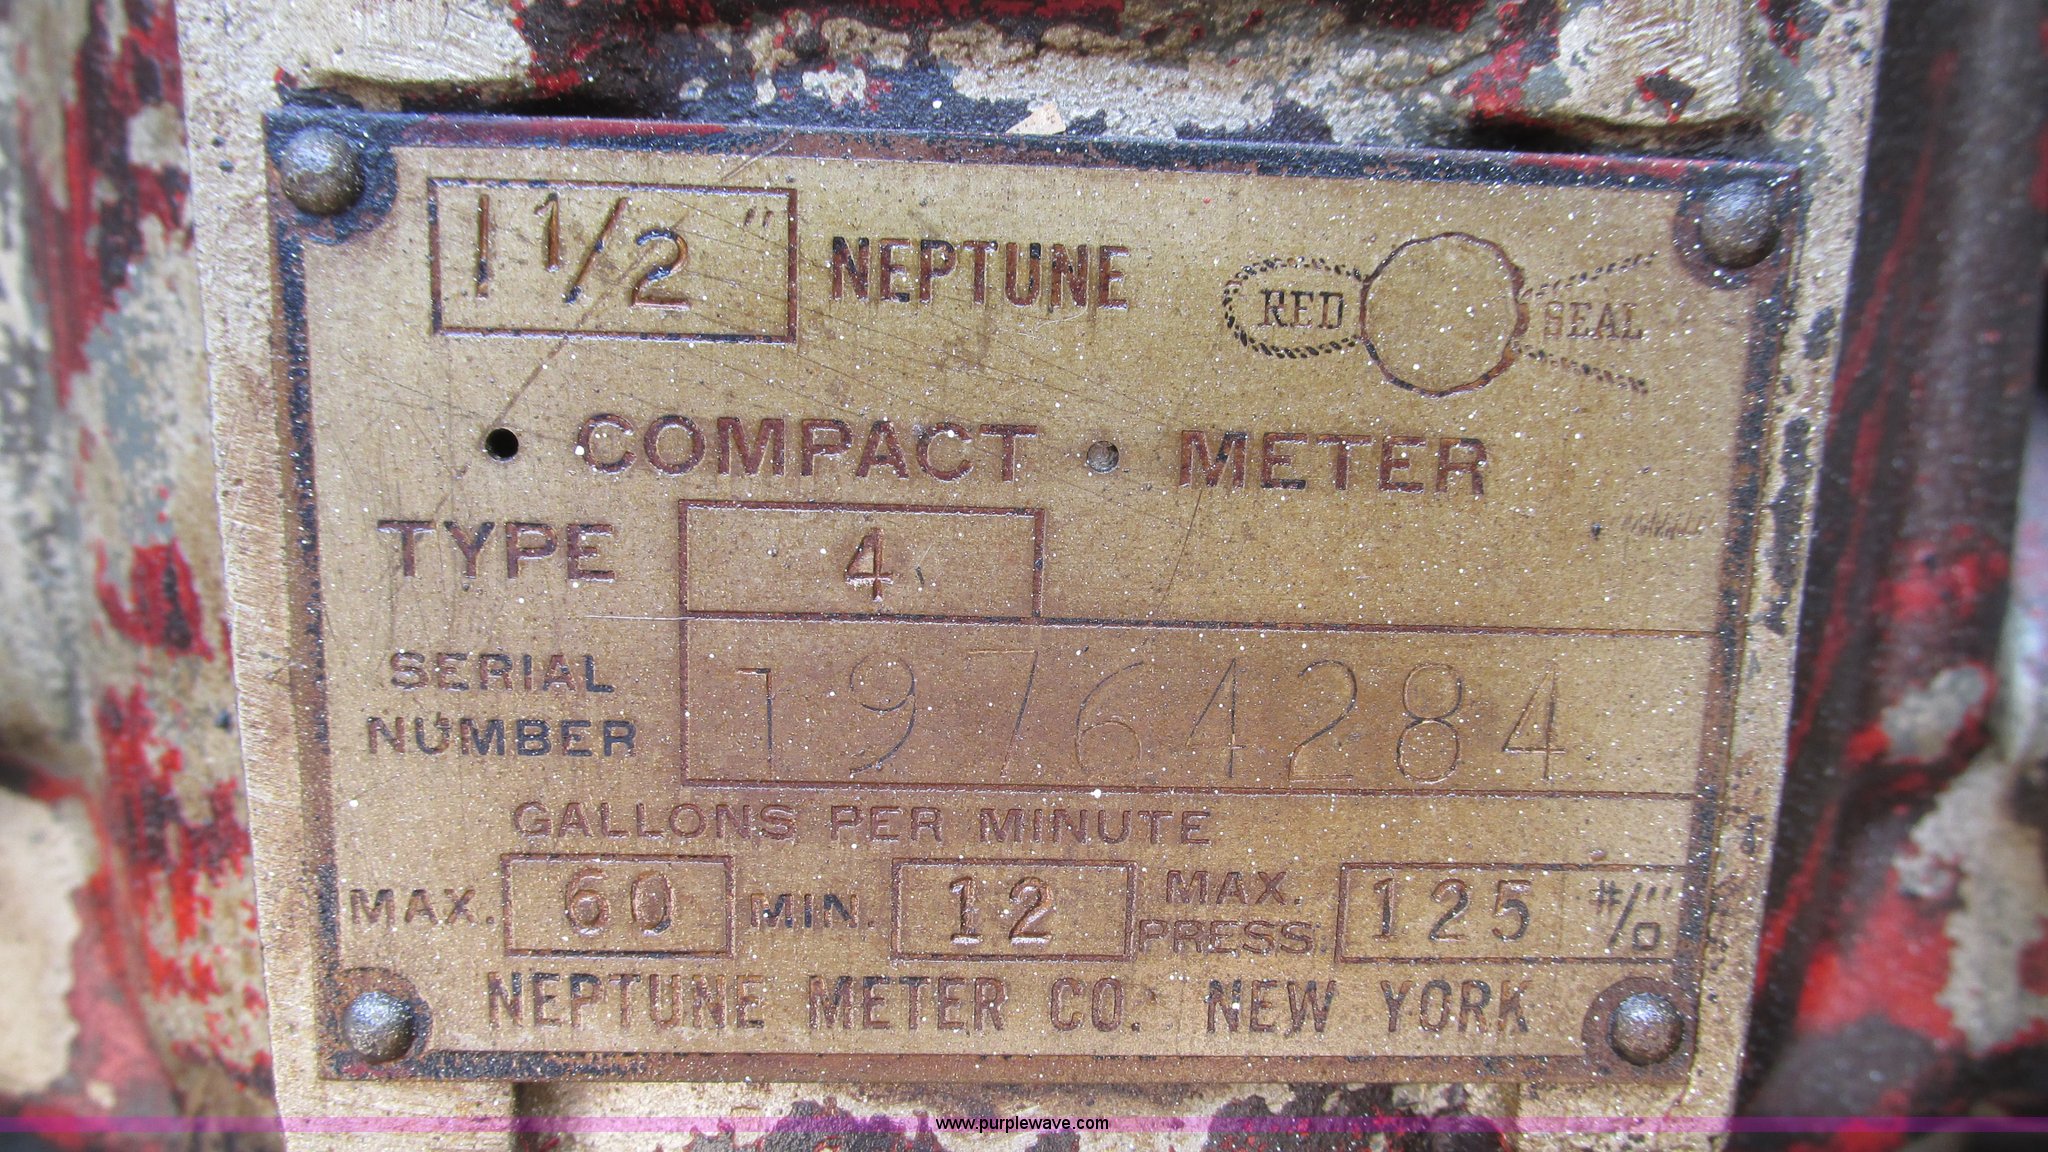 1 1/2" NEPTUNE RED SEAL
COMPACT METER
TYPE 4
SERIAL NUMBER 19764284
GALLONS PER MINUTE
MAX. 60 MIN. 12 MAX. PRESS. 125 #/□"
NEPTUNE METER CO. NEW YORK
www.purplewave.com